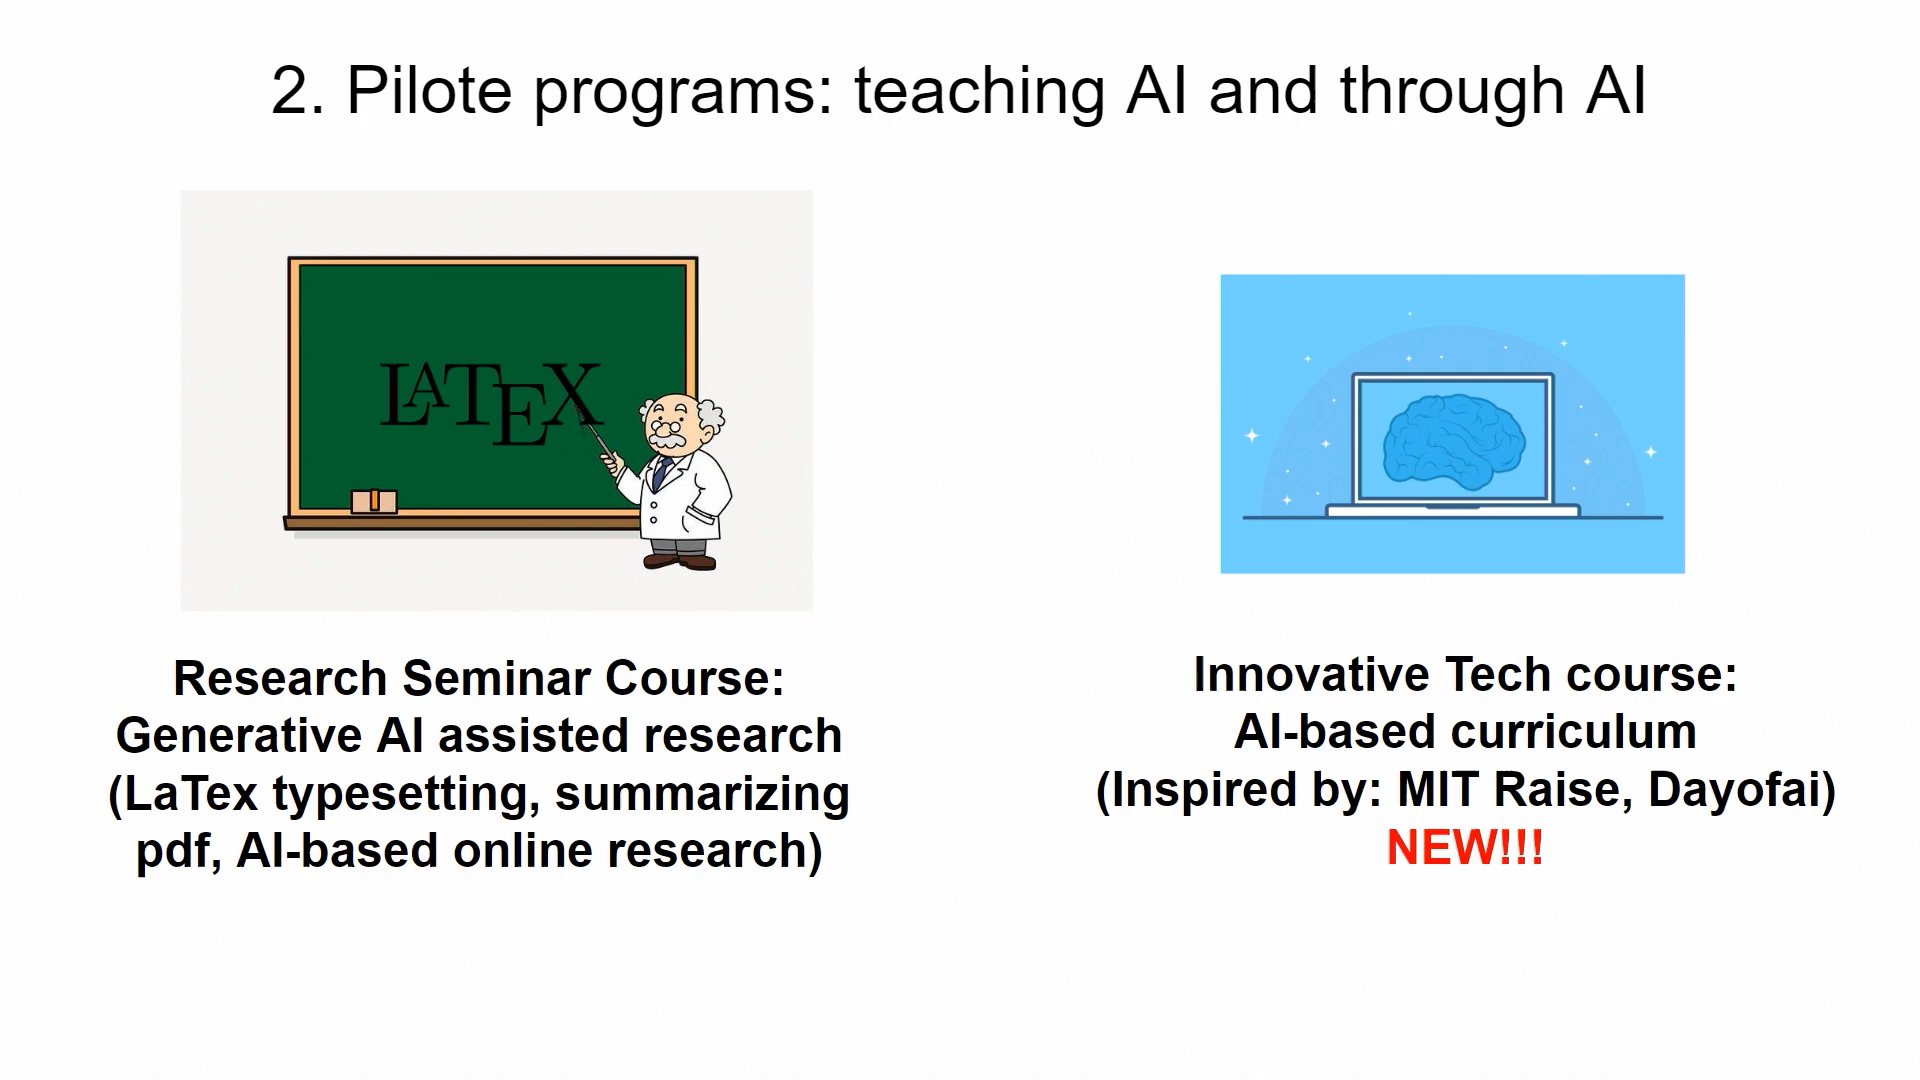 2. Pilote programs: teaching AI and through AI
LATEX
Research Seminar Course:
Generative AI assisted research
(LaTex typesetting, summarizing
pdf, AI-based online research)
Innovative Tech course:
AI-based curriculum
(Inspired by: MIT Raise, Dayofai)
NEW!!!